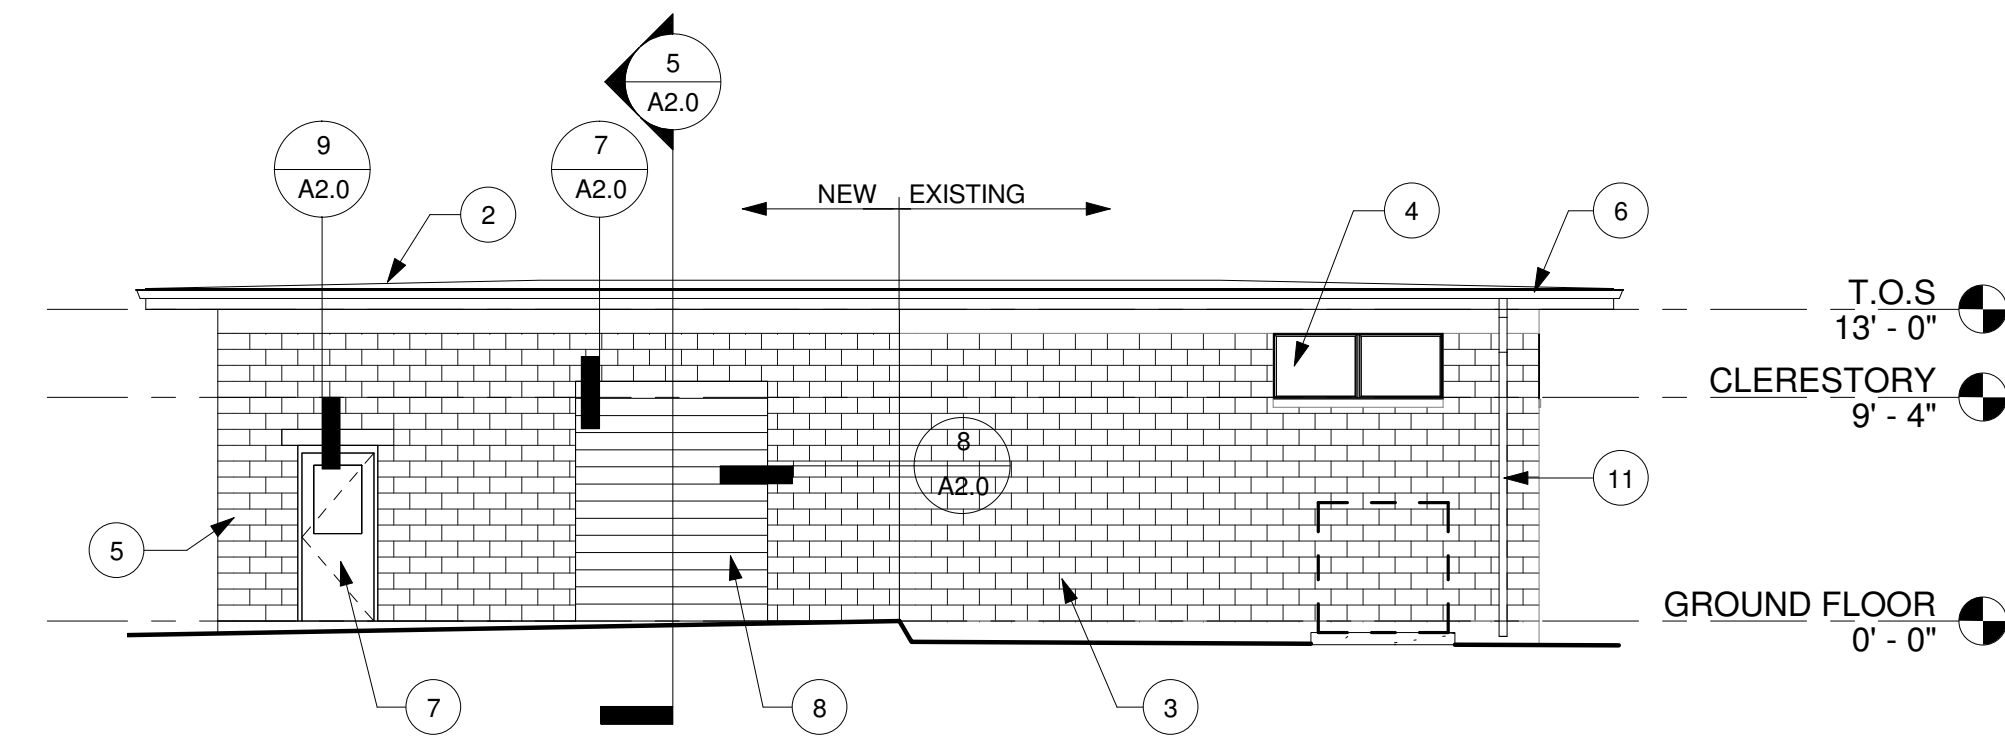 5
A2.0
9
A2.0
7
A2.0
NEW
EXISTING
2
4
6
T.O.S
13' - 0"
CLERESTORY
9' - 4"
8
A2.0
11
5
GROUND FLOOR
0' - 0"
7
8
3